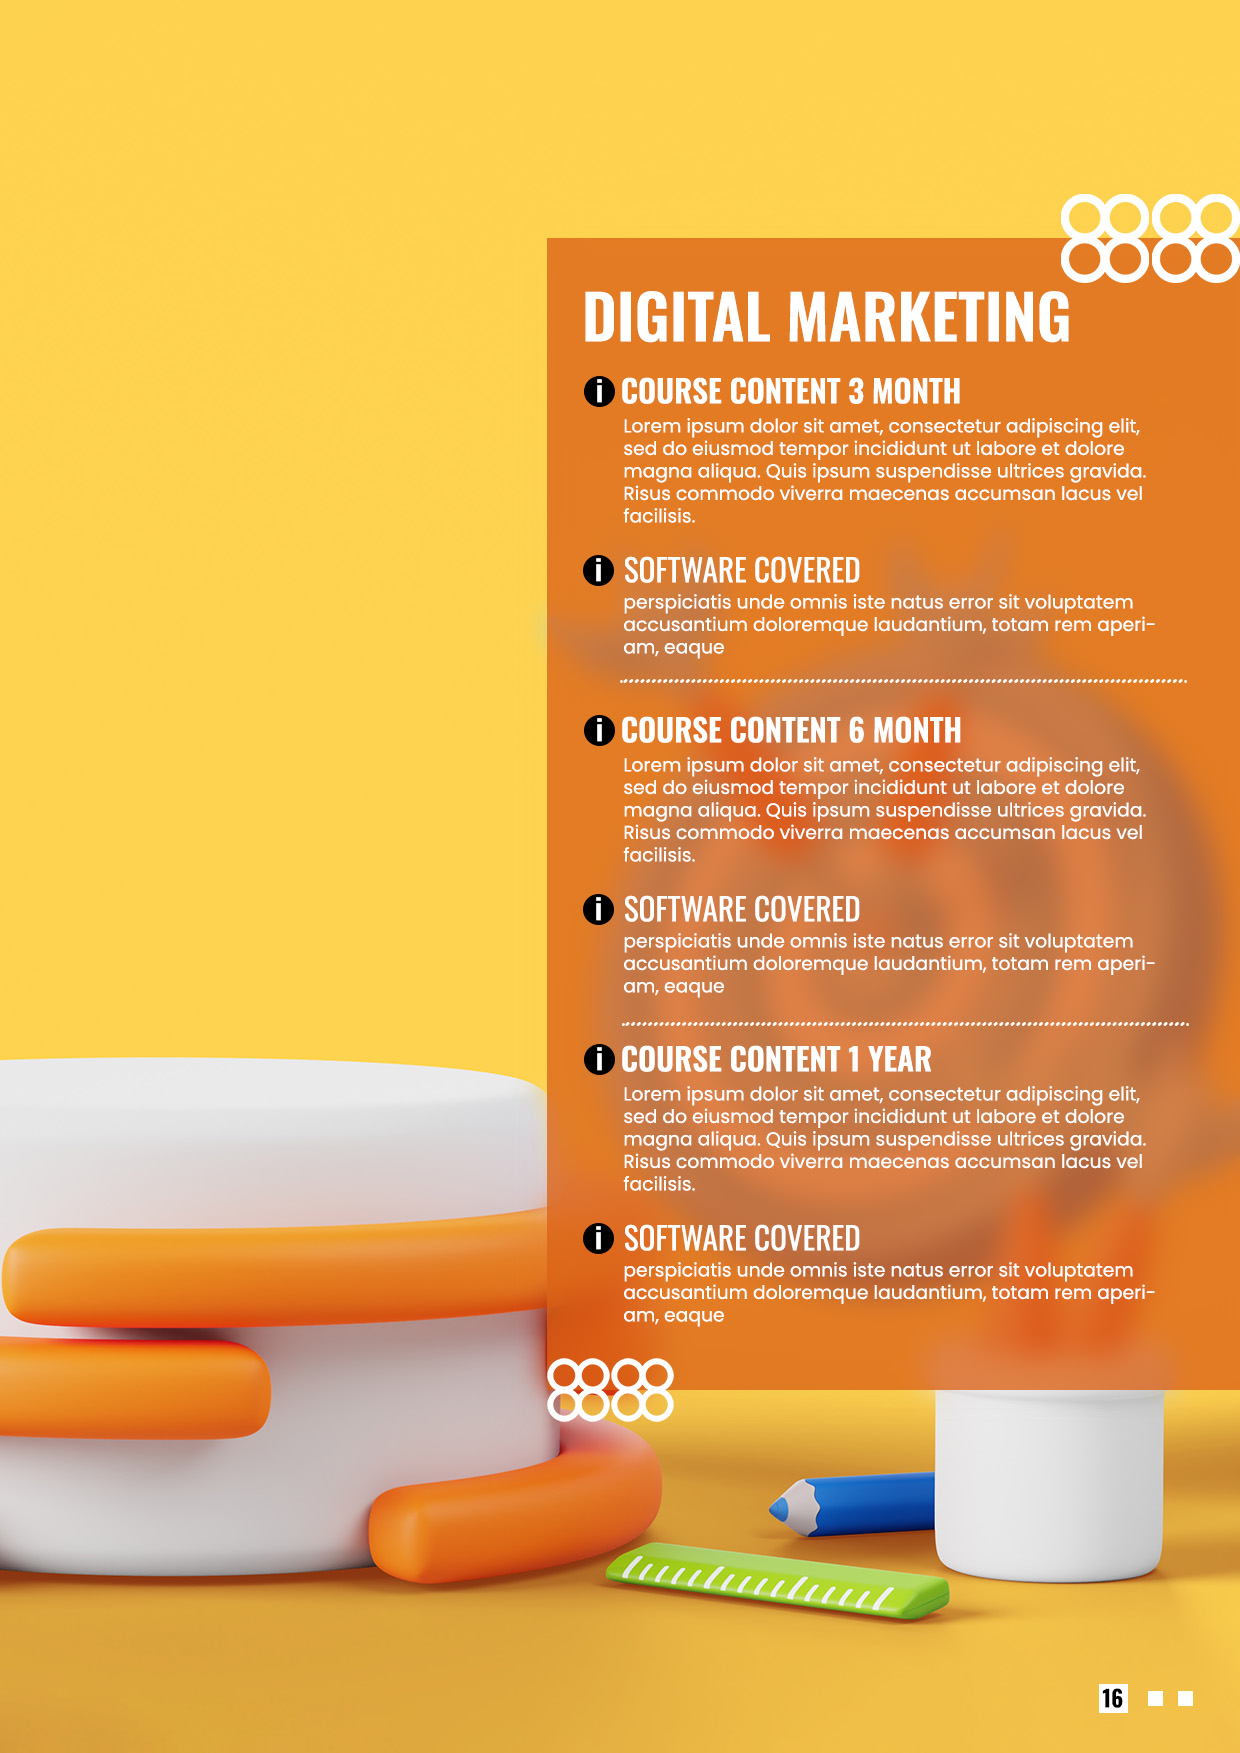 DIGITAL MARKETING
i COURSE CONTENT 3 MONTH
Lorem ipsum dolor sit amet, consectetur adipiscing elit,
sed do eiusmod tempor incididunt ut labore et dolore
magna aliqua. Quis ipsum suspendisse ultrices gravida.
Risus commodo viverra maecenas accumsan lacus vel
facilisis.
i SOFTWARE COVERED
perspiciatis unde omnis iste natus error sit voluptatem
accusantium doloremque laudantium, totam rem aperi-
am, eaque
i COURSE CONTENT 6 MONTH
Lorem ipsum dolor sit amet, consectetur adipiscing elit,
sed do eiusmod tempor incididunt ut labore et dolore
magna aliqua. Quis ipsum suspendisse ultrices gravida.
Risus commodo viverra maecenas accumsan lacus vel
facilisis.
i SOFTWARE COVERED
perspiciatis unde omnis iste natus error sit voluptatem
accusantium doloremque laudantium, totam rem aperi-
am, eaque
i COURSE CONTENT 1 YEAR
Lorem ipsum dolor sit amet, consectetur adipiscing elit,
sed do eiusmod tempor incididunt ut labore et dolore
magna aliqua. Quis ipsum suspendisse ultrices gravida.
Risus commodo viverra maecenas accumsan lacus vel
facilisis.
i SOFTWARE COVERED
perspiciatis unde omnis iste natus error sit voluptatem
accusantium doloremque laudantium, totam rem aperi-
am, eaque
16